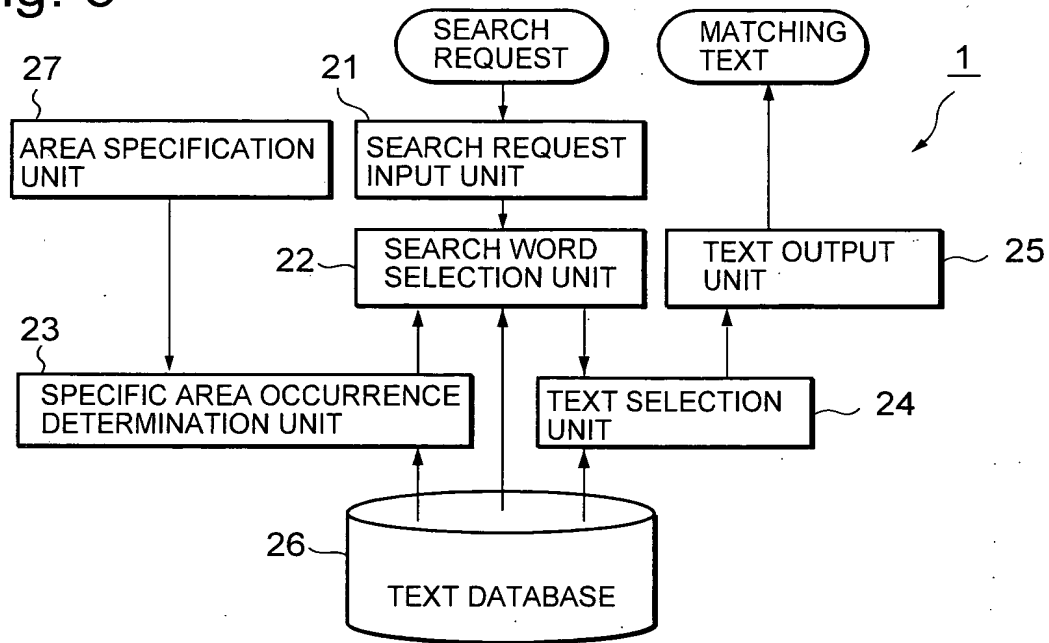 SEARCH
REQUEST
MATCHING
TEXT
1
27
21
AREA SPECIFICATION
UNIT
SEARCH REQUEST
INPUT UNIT
22
SEARCH WORD
SELECTION UNIT
TEXT OUTPUT
UNIT
25
23
SPECIFIC AREA OCCURRENCE
DETERMINATION UNIT
TEXT SELECTION
UNIT
24
26
TEXT DATABASE